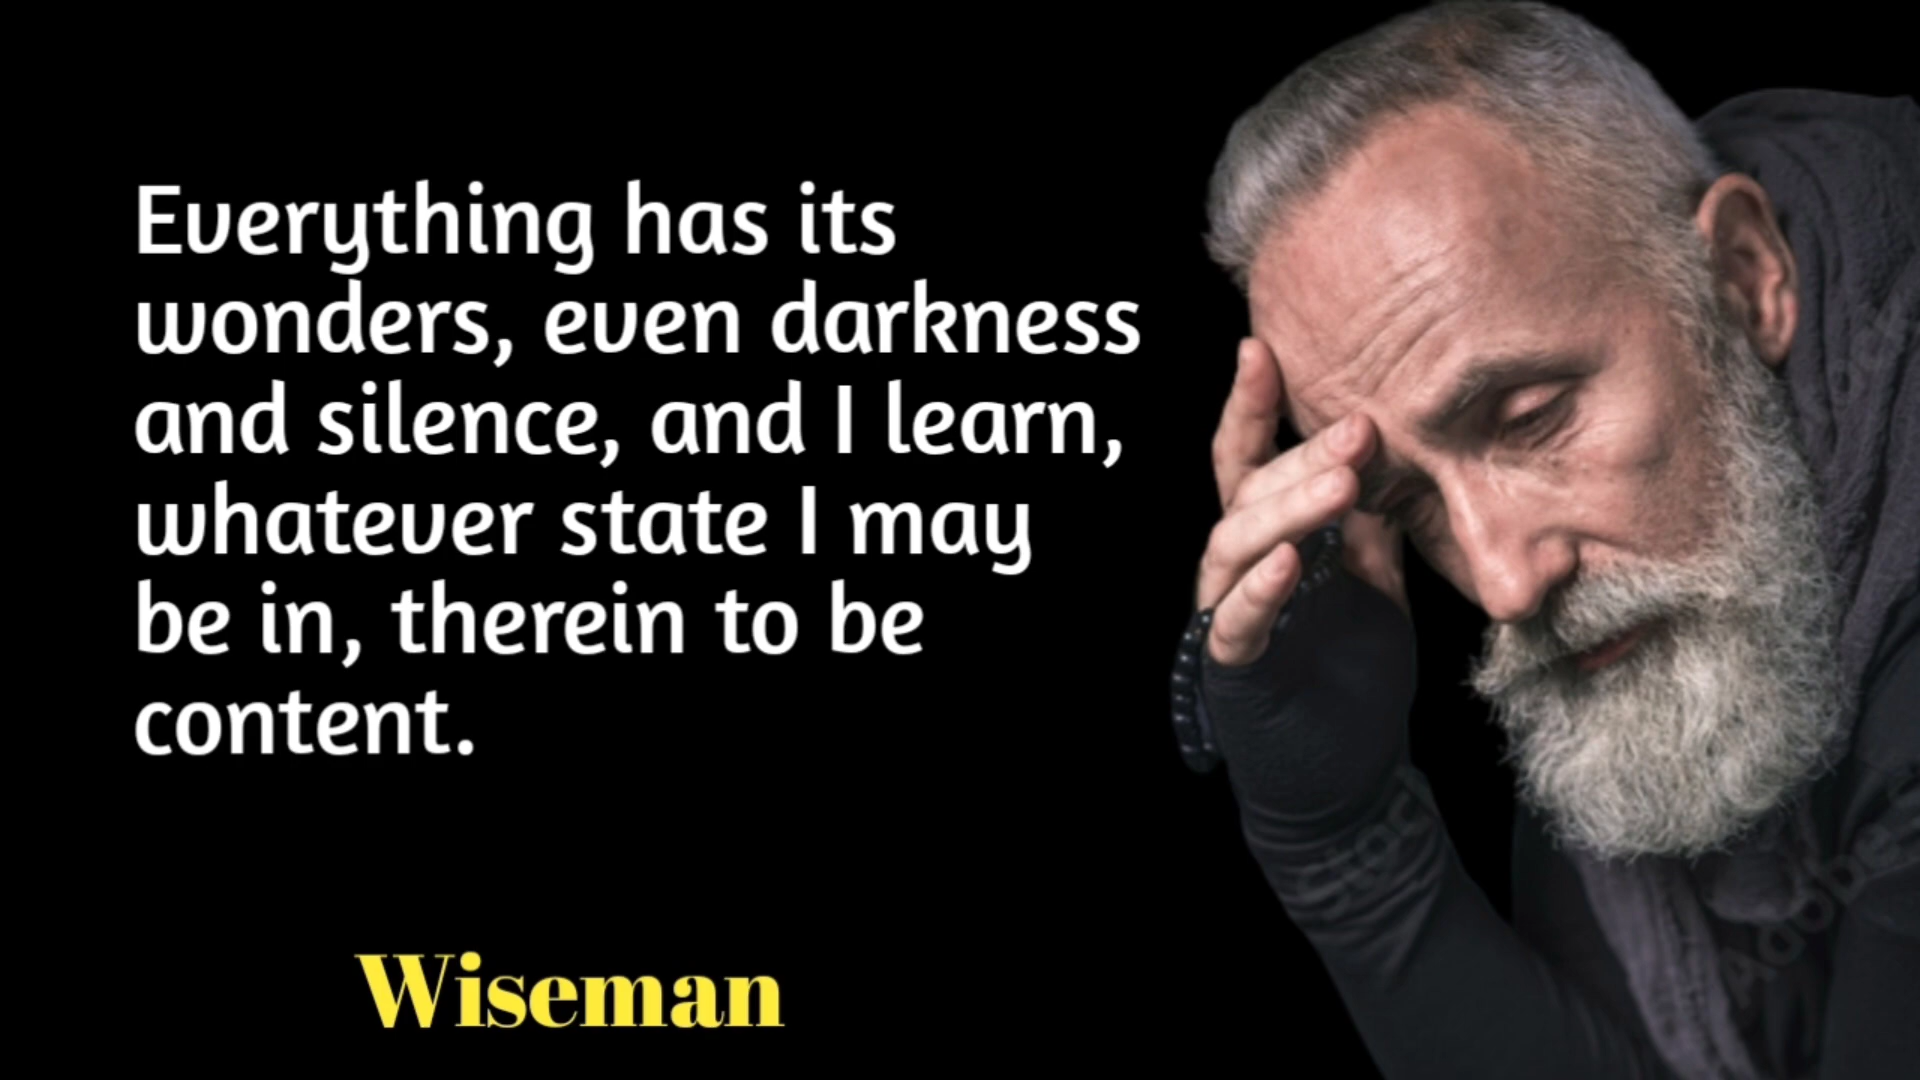 Everything has its
wonders, even darkness
and silence, and I learn,
whatever state I may
be in, therein to be
content.
Wiseman